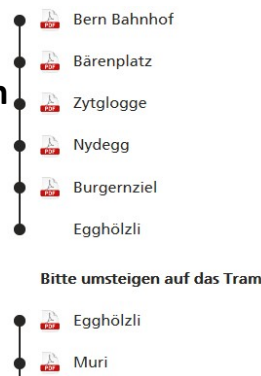 Bern Bahnhof
Bärenplatz
Zytglogge
Nydegg
Burgernziel
Egghölzli
Bitte umsteigen auf das Tram
Egghölzli
Muri